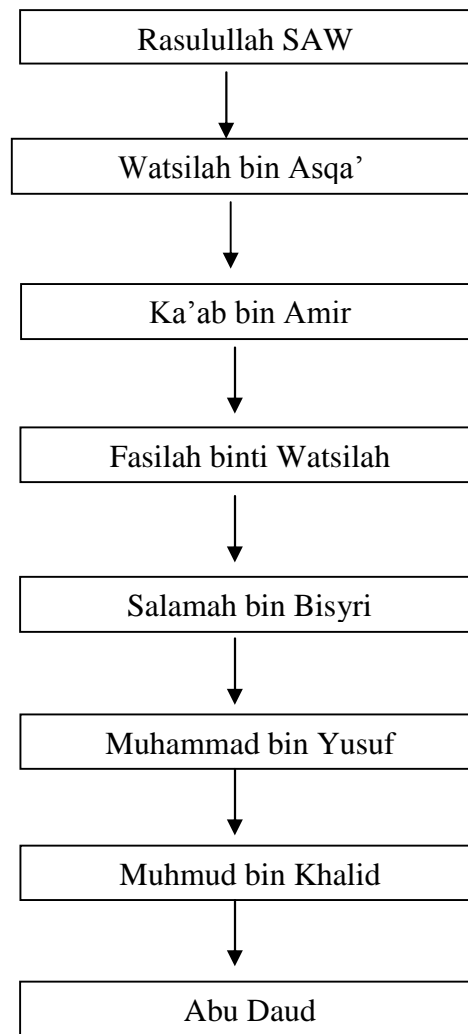 Rasulullah SAW
Watsilah bin Asqa’
Ka’ab bin Amir
Fasilah binti Watsilah
Salamah bin Bisyri
Muhammad bin Yusuf
Muhmud bin Khalid
Abu Daud